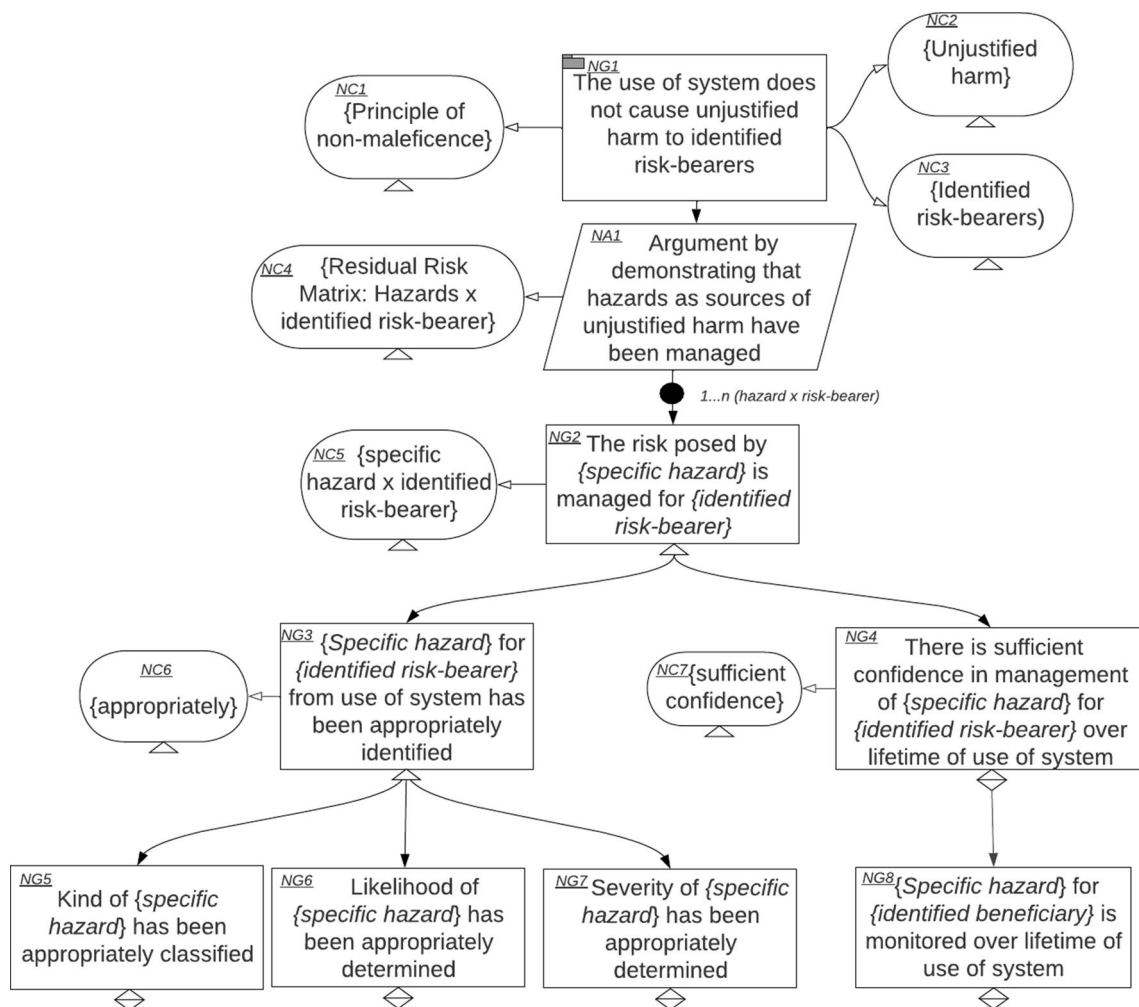 NC1
{Principle of
non-maleficence}
NG1
The use of system does
not cause unjustified
harm to identified
risk-bearers
NC2
{Unjustified
harm}
NC3
{Identified
risk-bearers)
NC4
{Residual Risk
Matrix: Hazards x
identified risk-bearer}
NA1
Argument by
demonstrating that
hazards as sources of
unjustified harm have
been managed
1...n (hazard x risk-bearer)
NC5
{specific
hazard x identified
risk-bearer}
NG2
The risk posed by
{specific hazard} is
managed for {identified
risk-bearer}
NC6
{appropriately}
NG3
{Specific hazard} for
{identified risk-bearer}
from use of system has
been appropriately
identified
NC7
{sufficient
confidence}
NG4
There is sufficient
confidence in management
of {specific hazard} for
{identified risk-bearer} over
lifetime of use of system
NG5
Kind of {specific
hazard} has been
appropriately classified
NG6
Likelihood of
{specific hazard} has
been appropriately
determined
NG7
Severity of {specific
hazard} has been
appropriately
determined
NG8
{Specific hazard} for
{identified beneficiary} is
monitored over lifetime of
use of system